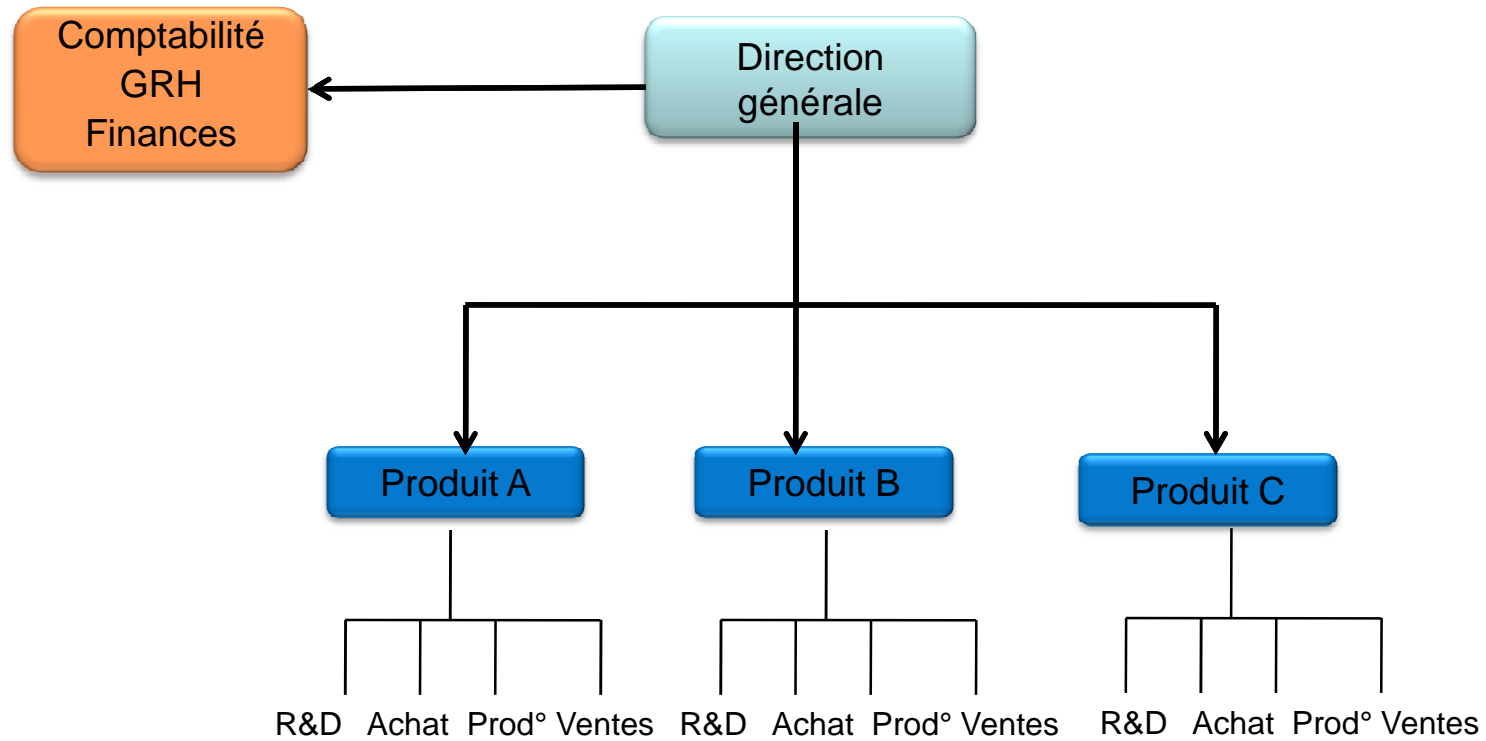 Comptabilité
GRH
Finances
Direction
générale
Produit A
Produit B
Produit C
R&D Achat Prod° Ventes
R&D Achat Prod° Ventes
R&D Achat Prod° Ventes